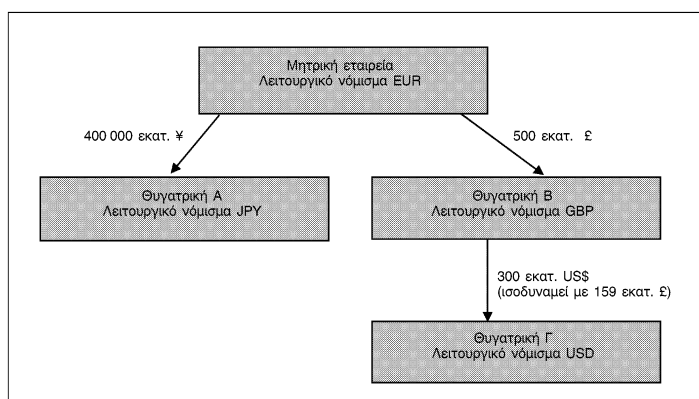 Μητρική εταιρεία
Λειτουργικό νόμισμα EUR
400 000 εκατ. ¥
500 εκατ. £
Θυγατρική Α
Λειτουργικό νόμισμα JPY
Θυγατρική Β
Λειτουργικό νόμισμα GBP
300 εκατ. US$
(ισοδυναμεί με 159 εκατ. £)
Θυγατρική Γ
Λειτουργικό νόμισμα USD